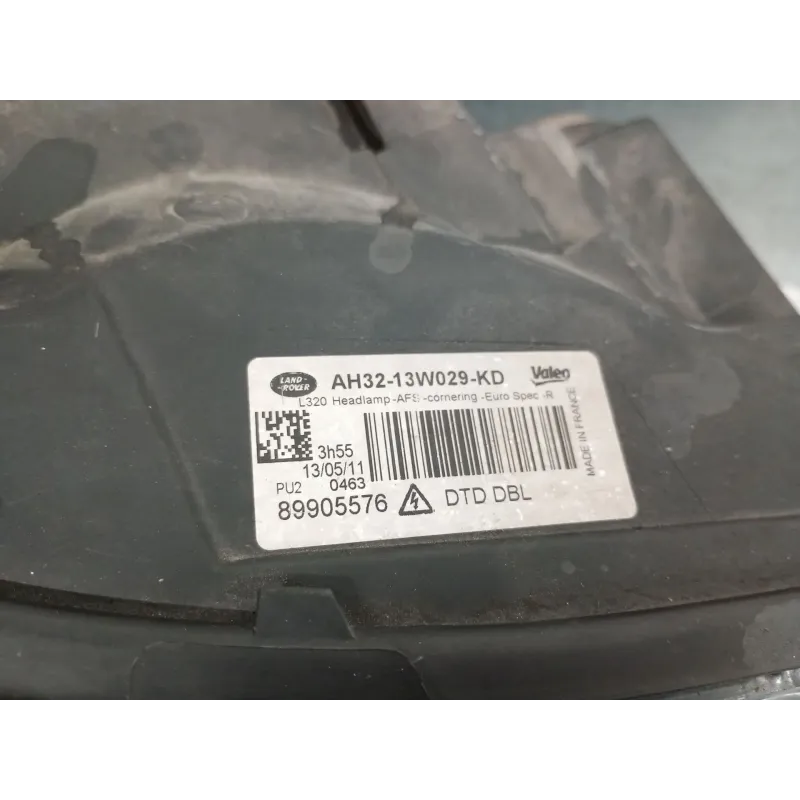 LAND-
-ROVER
AH32-13W029-KD
Valeo
L320 Headlamp-AFS-cornering-Euro Spec-R
3h55
13/05/11
PU2 0463
89905576 DTD DBL
MADE IN FRANCE